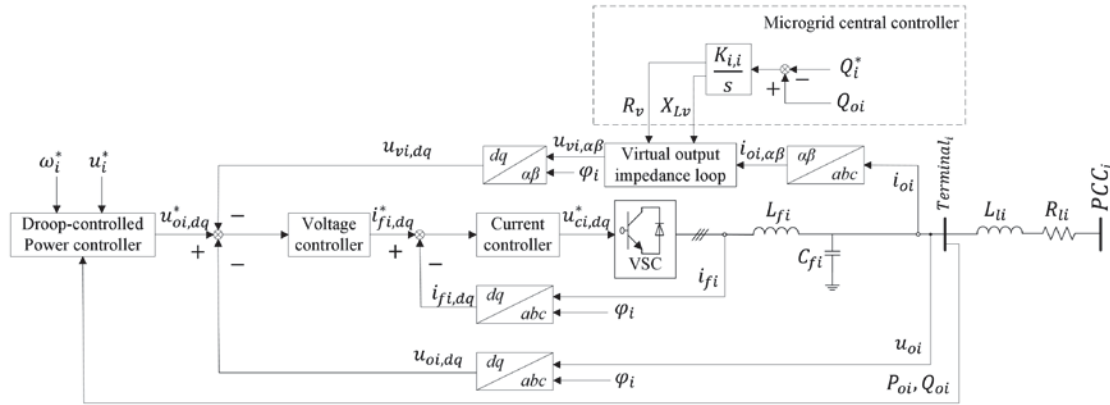 Microgrid central controller
K_{i,i}
s
Q_i^*
Q_{oi}
+
−
R_v
X_{Lv}
ω_i^*
u_i^*
u_{vi,dq}
dq
αβ
u_{vi,αβ}
φ_i
Virtual output
impedance loop
i_{oi,αβ}
αβ
abc
i_{oi}
Terminal_i
PCC_i
Droop-controlled
Power controller
u_{oi,dq}^*
−
+
−
Voltage
controller
i_{fi,dq}^*
+
−
Current
controller
u_{ci,dq}^*
VSC
L_{fi}
C_{fi}
L_{li}
R_{li}
i_{fi,dq}
dq
abc
i_{fi}
φ_i
u_{oi,dq}
dq
abc
φ_i
u_{oi}
P_{oi}, Q_{oi}